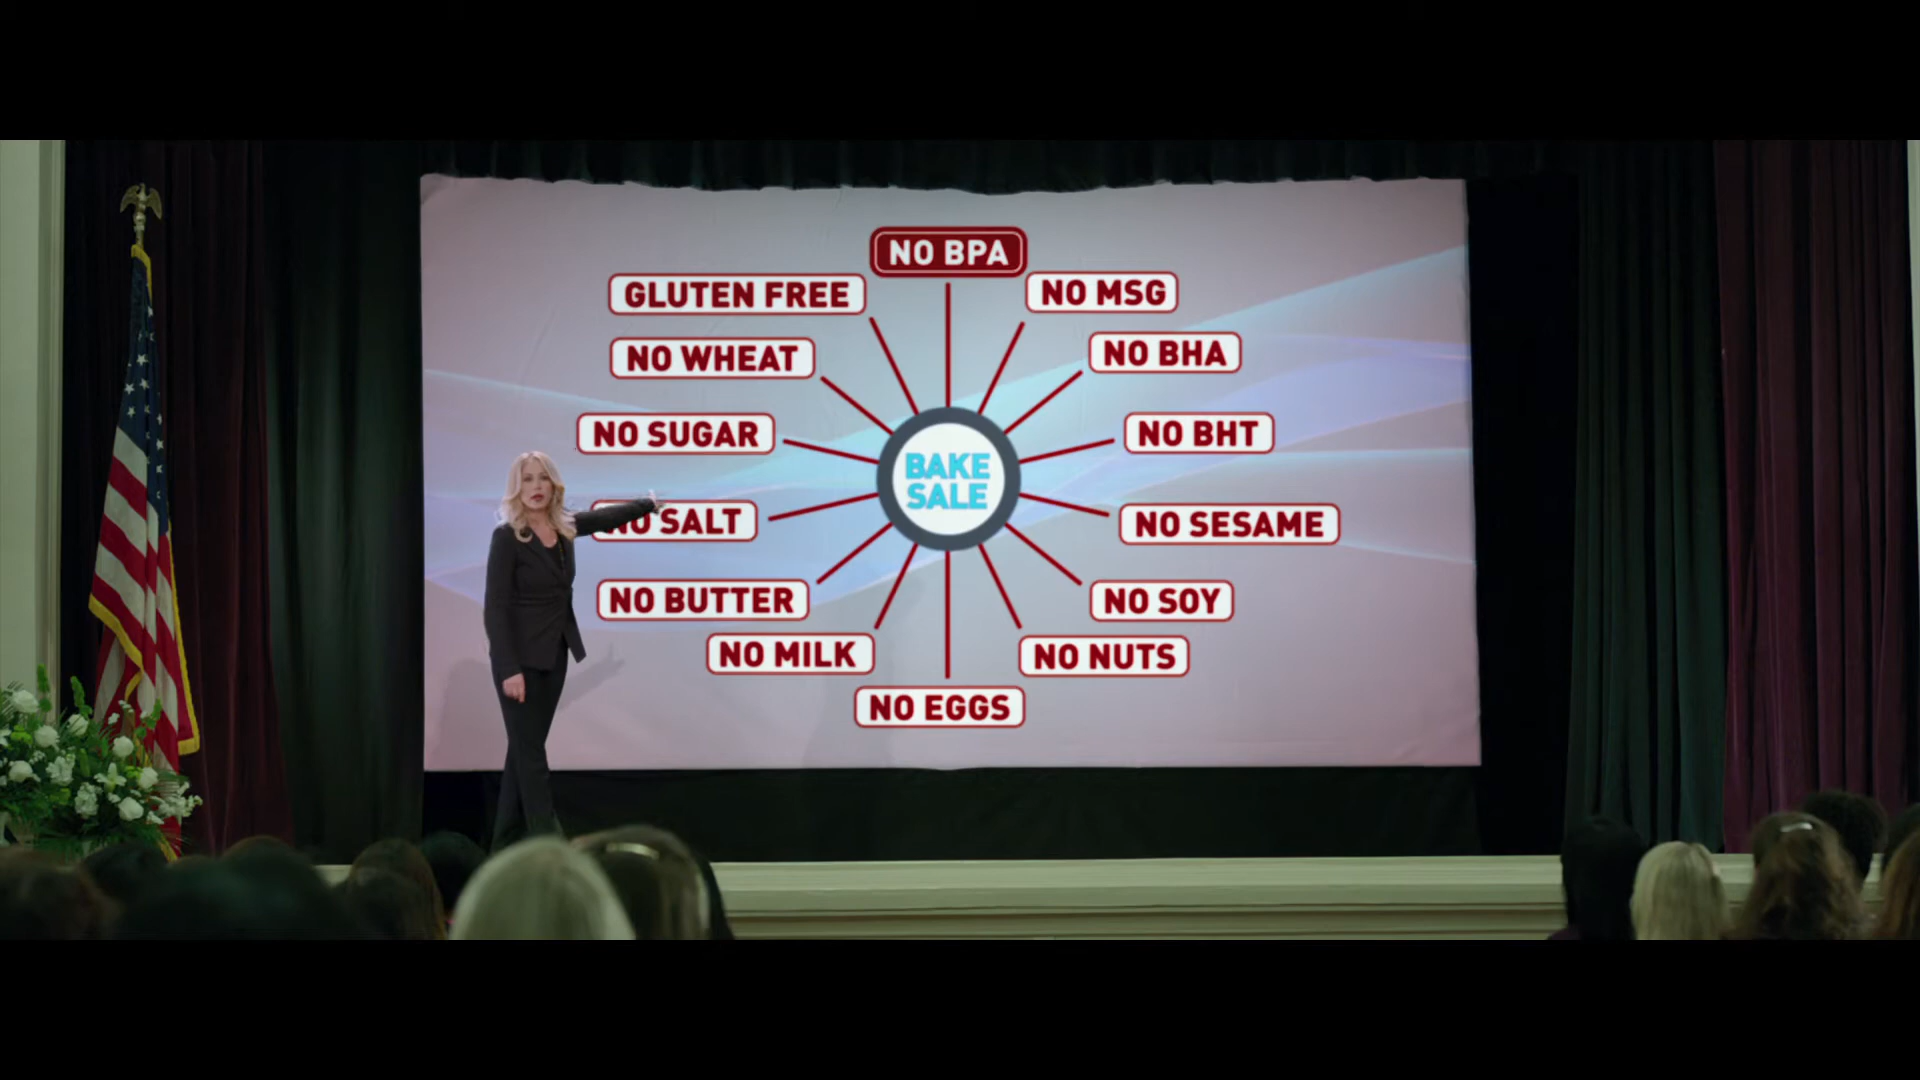 NO BPA
GLUTEN FREE
NO MSG
NO WHEAT
NO BHA
NO SUGAR
NO BHT
BAKE
SALE
NO SALT
NO SESAME
NO BUTTER
NO SOY
NO MILK
NO NUTS
NO EGGS